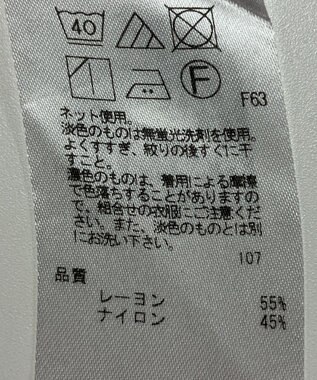 40
F
F63
ネット使用。
淡色のものは無蛍光洗剤を使用。
よくすすぎ、絞りの後すぐに干
すこと。
濃色のものは、着用による摩擦
で色落ちすることがありますの
で、組合せの衣服にご注意くだ
さい。また、淡色のものとは別
にお洗い下さい。
107
品質
レーヨン 55%
ナイロン 45%